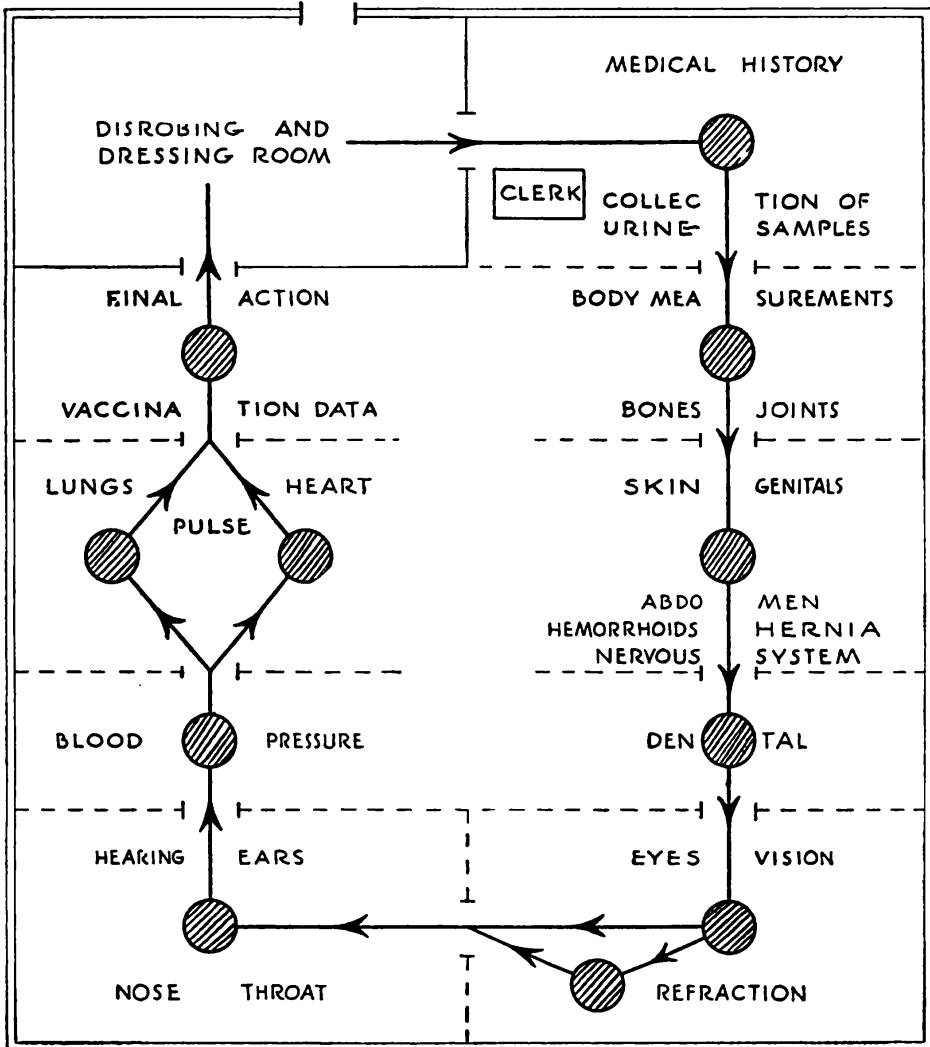 MEDICAL HISTORY
DISROBING AND
DRESSING ROOM
CLERK
COLLEC TION OF
URINE SAMPLES
BODY MEA SUREMENTS
BONES JOINTS
SKIN GENITALS
ABDO MEN
HEMORRHOIDS HERNIA
NERVOUS SYSTEM
DEN TAL
EYES VISION
REFRACTION
NOSE THROAT
HEARING EARS
BLOOD PRESSURE
PULSE
LUNGS HEART
VACCINA TION DATA
FINAL ACTION